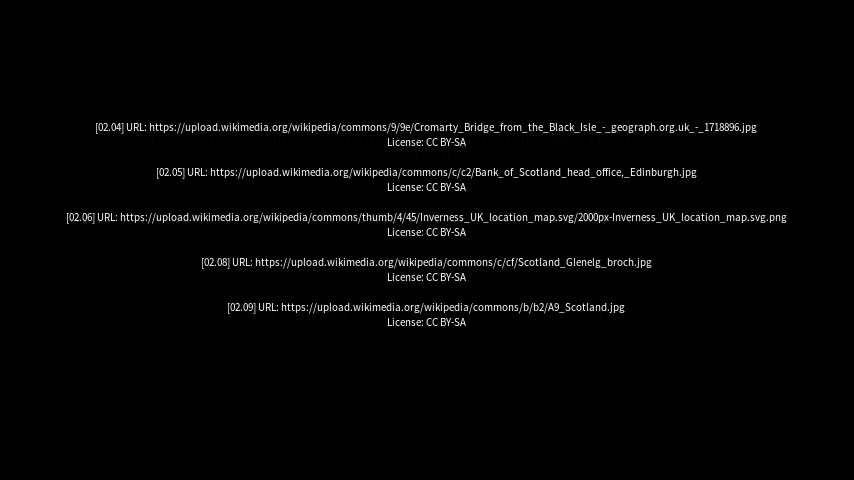 [02.04] URL: https://upload.wikimedia.org/wikipedia/commons/9/9e/Cromarty_Bridge_from_the_Black_Isle_-_geograph.org.uk_-_1718896.jpg
License: CC BY-SA
[02.05] URL: https://upload.wikimedia.org/wikipedia/commons/c/c2/Bank_of_Scotland_head_office,_Edinburgh.jpg
License: CC BY-SA
[02.06] URL: https://upload.wikimedia.org/wikipedia/commons/thumb/4/45/Inverness_UK_location_map.svg/2000px-Inverness_UK_location_map.svg.png
License: CC BY-SA
[02.08] URL: https://upload.wikimedia.org/wikipedia/commons/c/cf/Scotland_Glenelg_broch.jpg
License: CC BY-SA
[02.09] URL: https://upload.wikimedia.org/wikipedia/commons/b/b2/A9_Scotland.jpg
License: CC BY-SA